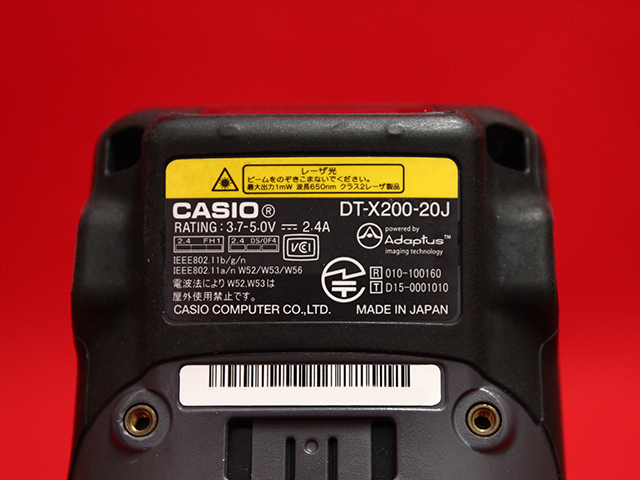 レーザ光
ビームをのぞきこまないでください。
最大出力1mW 波長650nm クラス2レーザ製品
CASIO® DT-X200-20J
RATING: 3.7-5.0V ⎓ 2.4A
powered by
Adaptus™
imaging technology
2.4 FH1 2.4 DS/OF4 VCI
IEEE802.11b/g/n
IEEE802.11a/n W52/W53/W56
R 010-100160
T D15-0001010
電波法により W52,W53は
屋外使用禁止です。
CASIO COMPUTER CO.,LTD. MADE IN JAPAN